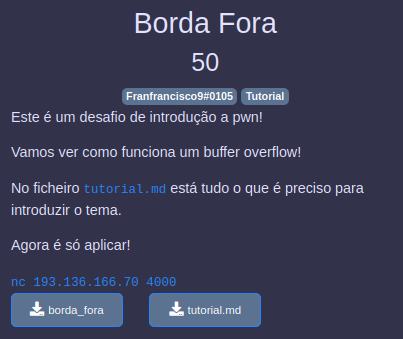 Borda Fora
50
Franfrancisco9#0105 Tutorial
Este é um desafio de introdução a pwn!
Vamos ver como funciona um buffer overflow!
No ficheiro tutorial.md está tudo o que é preciso para
introduzir o tema.
Agora é só aplicar!
nc 193.136.166.70 4000
borda_fora tutorial.md